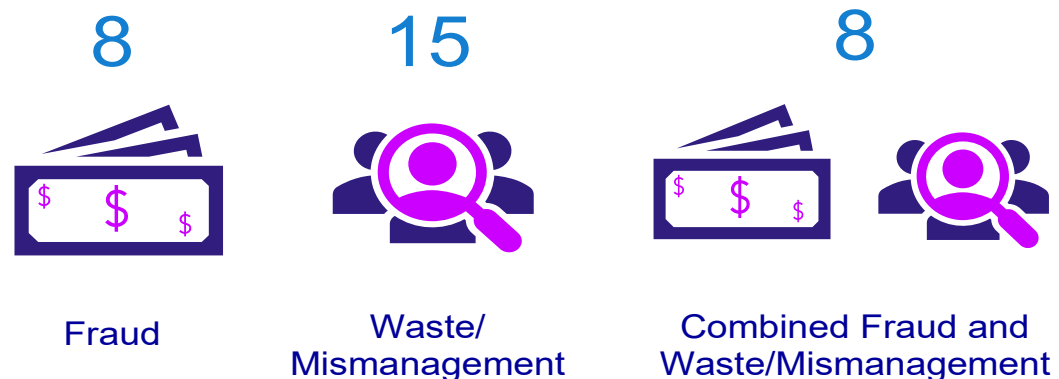 8
15
8
$ $ $
$ $ $
Fraud
Waste/
Mismanagement
Combined Fraud and
Waste/Mismanagement